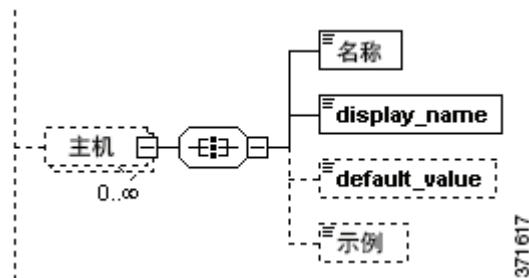 名称
display_name
主机
0..∞
default_value
示例
371617